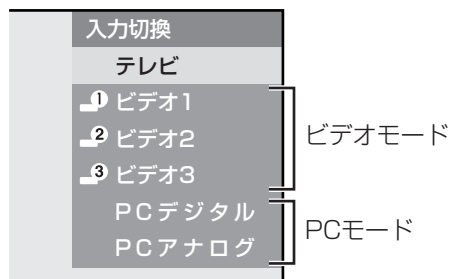 入力切換
テレビ
1 ビデオ1
2 ビデオ2
3 ビデオ3
PCデジタル
PCアナログ
ビデオモード
PCモード